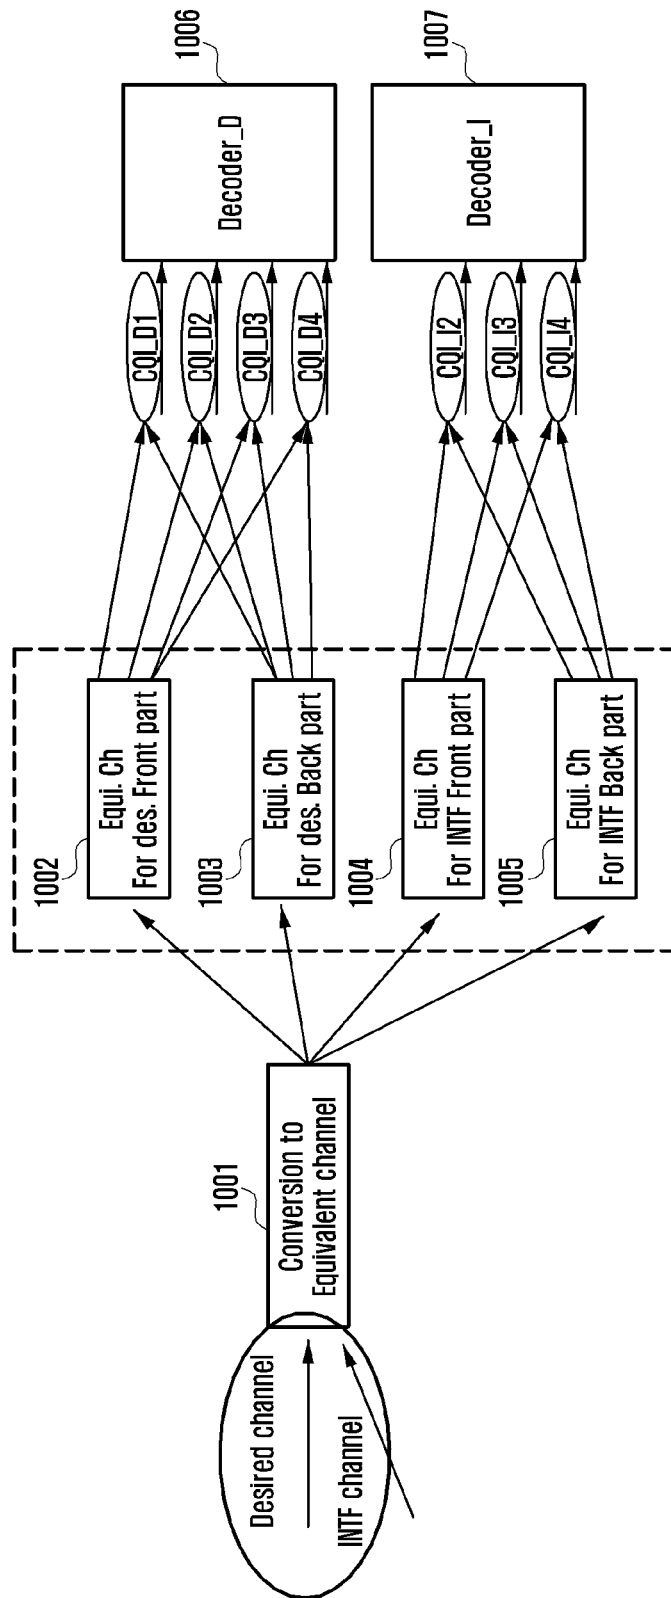 Desired channel
INTF channel
1001
Conversion to
Equivalent channel
1002
Equi. Ch
For des. Front part
1003
Equi. Ch
For des. Back part
1004
Equi. Ch
For INTF Front part
1005
Equi. Ch
For INTF Back part
CQI_D1
CQI_D2
CQI_D3
CQI_D4
CQI_I2
CQI_I3
CQI_I4
1006
Decoder_D
1007
Decoder_I